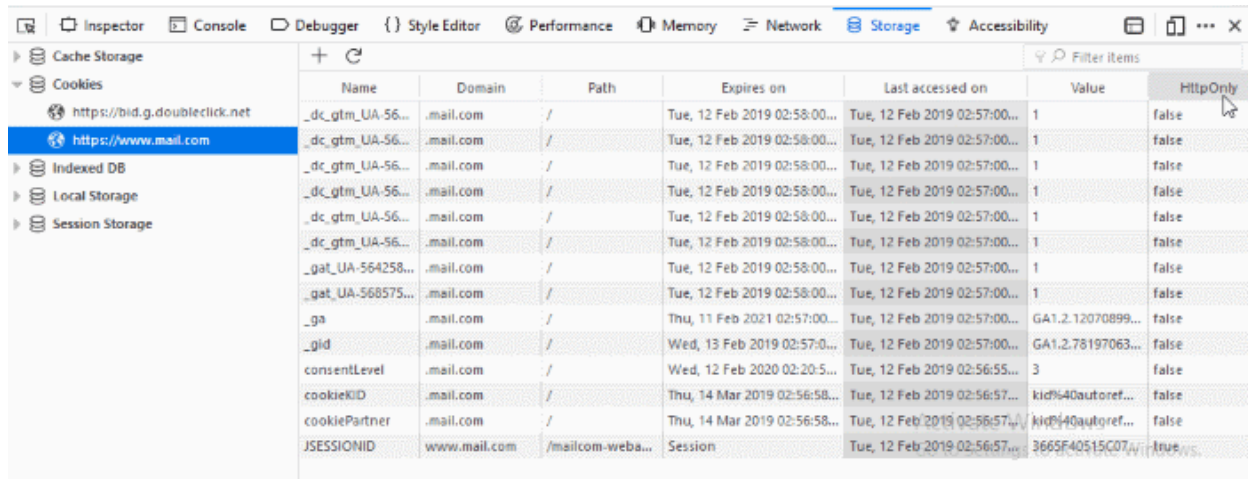 Inspector Console Debugger { } Style Editor Performance Memory Network Storage Accessibility
Cache Storage
Cookies
https://bid.g.doubleclick.net
https://www.mail.com
Indexed DB
Local Storage
Session Storage
Filter items
Name Domain Path Expires on Last accessed on Value HttpOnly
_dc_gtm_UA-56... .mail.com / Tue, 12 Feb 2019 02:58:00... Tue, 12 Feb 2019 02:57:00... 1 false
_dc_gtm_UA-56... .mail.com / Tue, 12 Feb 2019 02:58:00... Tue, 12 Feb 2019 02:57:00... 1 false
_dc_gtm_UA-56... .mail.com / Tue, 12 Feb 2019 02:58:00... Tue, 12 Feb 2019 02:57:00... 1 false
_dc_gtm_UA-56... .mail.com / Tue, 12 Feb 2019 02:58:00... Tue, 12 Feb 2019 02:57:00... 1 false
_dc_gtm_UA-56... .mail.com / Tue, 12 Feb 2019 02:58:00... Tue, 12 Feb 2019 02:57:00... 1 false
_dc_gtm_UA-56... .mail.com / Tue, 12 Feb 2019 02:58:00... Tue, 12 Feb 2019 02:57:00... 1 false
_gat_UA-564258... .mail.com / Tue, 12 Feb 2019 02:58:00... Tue, 12 Feb 2019 02:57:00... 1 false
_gat_UA-568575... .mail.com / Tue, 12 Feb 2019 02:58:00... Tue, 12 Feb 2019 02:57:00... 1 false
_ga .mail.com / Thu, 11 Feb 2021 02:57:00... Tue, 12 Feb 2019 02:57:00... GA1.2.12070899... false
_gid .mail.com / Wed, 13 Feb 2019 02:57:0... Tue, 12 Feb 2019 02:57:00... GA1.2.78197063... false
consentLevel .mail.com / Wed, 12 Feb 2020 02:20:5... Tue, 12 Feb 2019 02:56:55... 3 false
cookieKID .mail.com / Thu, 14 Mar 2019 02:56:58... Tue, 12 Feb 2019 02:56:57... kid%40autoref... false
cookiePartner .mail.com / Thu, 14 Mar 2019 02:56:58... Tue, 12 Feb 2019 02:56:57... kid%40autoref... false
JSESSIONID www.mail.com /mailcom-weba... Session Tue, 12 Feb 2019 02:56:57... 3665F40515C07... true
Activate Windows
Go to Settings to activate Windows.